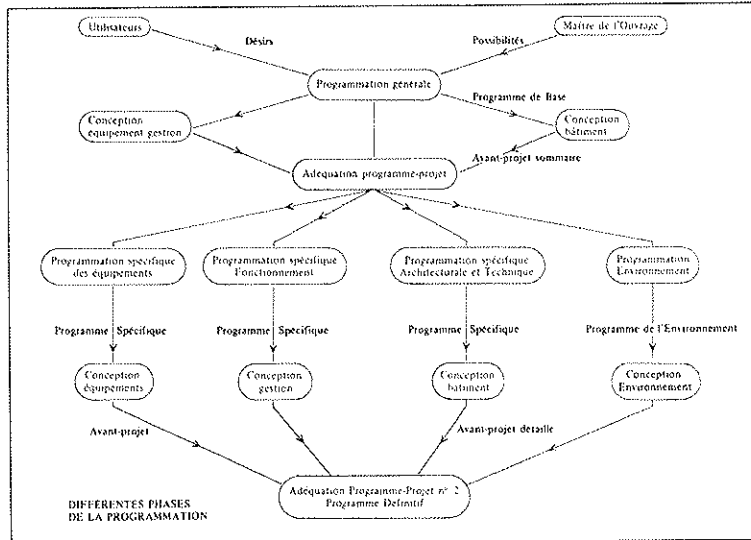 Utilisateurs
Maître de l'Ouvrage
Désirs
Possibilités
Programmation générale
Programme de Base
Conception
équipement gestion
Conception
bâtiment
Avant-projet sommaire
Adéquation programme-projet
Programmation spécifique
des équipements
Programmation spécifique
Fonctionnement
Programmation spécifique
Architecturale et Technique
Programmation
Environnement
Programme Spécifique
Programme Spécifique
Programme Spécifique
Programme de l'Environnement
Conception
équipements
Conception
gestion
Conception
bâtiment
Conception
Environnement
Avant-projet
Avant-projet détaille
Adéquation Programme-Projet n° 2
Programme Définitif
DIFFÉRENTES PHASES
DE LA PROGRAMMATION